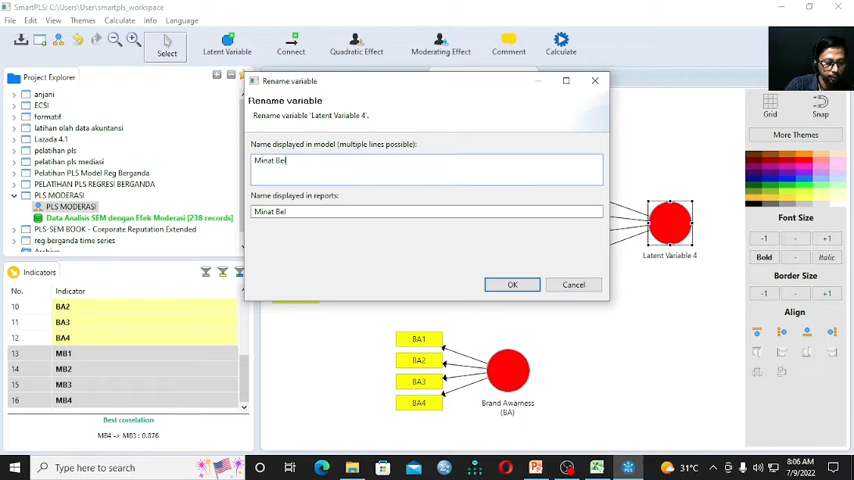 SmartPLS: C:\Users\User\smartpls_workspace
File Edit View Themes Calculate Info Language
Select
Latent Variable
Connect
Quadratic Effect
Moderating Effect
Comment
Calculate
Project Explorer
anjani
ECSI
formatif
latihan olah data akuntansi
Lazada 4.1
pelatihan pls
pelatihan pls mediasi
Pelatihan PLS Model Reg Berganda
PELATIHAN PLS REGRESI BERGANDA
PLS MODERASI
PLS MODERASI
Data Analisis SEM dengan Efek Moderasi [238 records]
PLS-SEM BOOK - Corporate Reputation Extended
reg berganda time series
Archive
Indicators
No. Indicator
10 BA2
11 BA3
12 BA4
13 MB1
14 MB2
15 MB3
16 MB4
Best correlation
MB4 -> MB3 : 0.876
Rename variable
Rename variable
Rename variable 'Latent Variable 4'.
Name displayed in model (multiple lines possible):
Minat Bel
Name displayed in reports:
Minat Bel
OK Cancel
Latent Variable 4
BA1
BA2
BA3
BA4
Brand Awarness
(BA)
Grid Snap
More Themes
Font Size
-1 - +1
Bold - Italic
Border Size
-1 - +1
Align
Type here to search
31°C
8:06 AM
7/9/2022